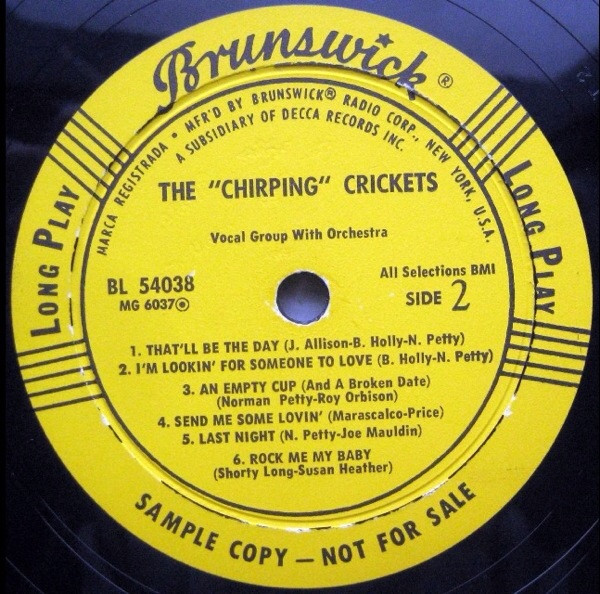 Brunswick®
MARCA REGISTRADA • MFR'D BY BRUNSWICK® RADIO CORP., NEW YORK, U.S.A.
A SUBSIDIARY OF DECCA RECORDS INC.
LONG PLAY
LONG PLAY
THE "CHIRPING" CRICKETS
Vocal Group With Orchestra
BL 54038
MG 6037
All Selections BMI
SIDE 2
1. THAT'LL BE THE DAY (J. Allison-B. Holly-N. Petty)
2. I'M LOOKIN' FOR SOMEONE TO LOVE (B. Holly-N. Petty)
3. AN EMPTY CUP (And A Broken Date)
(Norman Petty-Roy Orbison)
4. SEND ME SOME LOVIN' (Marascalco-Price)
5. LAST NIGHT (N. Petty-Joe Mauldin)
6. ROCK ME MY BABY
(Shorty Long-Susan Heather)
SAMPLE COPY — NOT FOR SALE